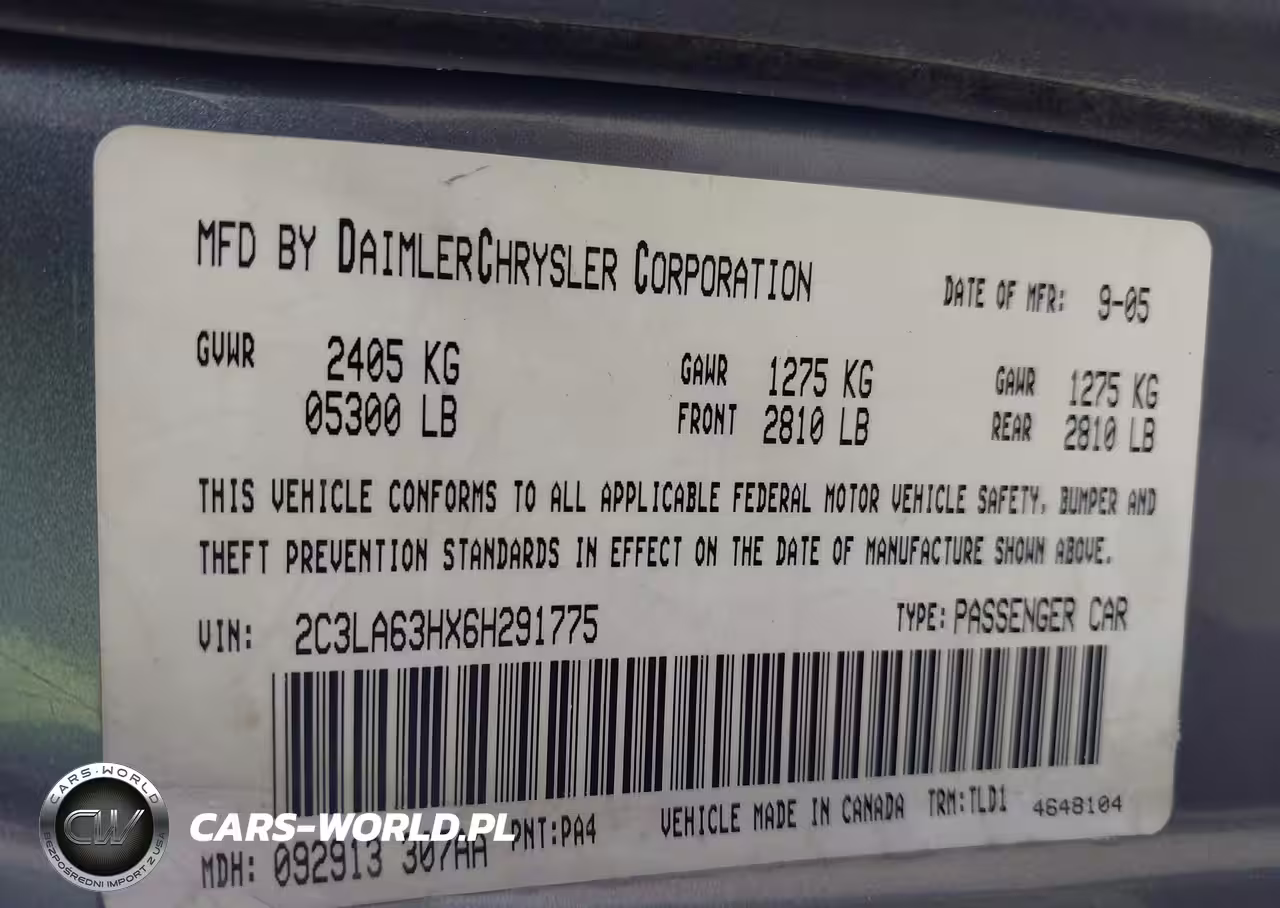 MFD BY DAIMLERCHRYSLER CORPORATION DATE OF MFR: 9-05
GVWR 2405 KG GAWR 1275 KG GAWR 1275 KG
05300 LB FRONT 2810 LB REAR 2810 LB
THIS VEHICLE CONFORMS TO ALL APPLICABLE FEDERAL MOTOR VEHICLE SAFETY, BUMPER AND
THEFT PREVENTION STANDARDS IN EFFECT ON THE DATE OF MANUFACTURE SHOWN ABOVE.
VIN: 2C3LA63HX6H291775 TYPE: PASSENGER CAR
PNT:PA4 VEHICLE MADE IN CANADA TRM:TLD1 4648104
MDH: 092913 307AA
CARS-WORLD
CW
BEZPOŚREDNI IMPORT Z USA
CARS-WORLD.PL